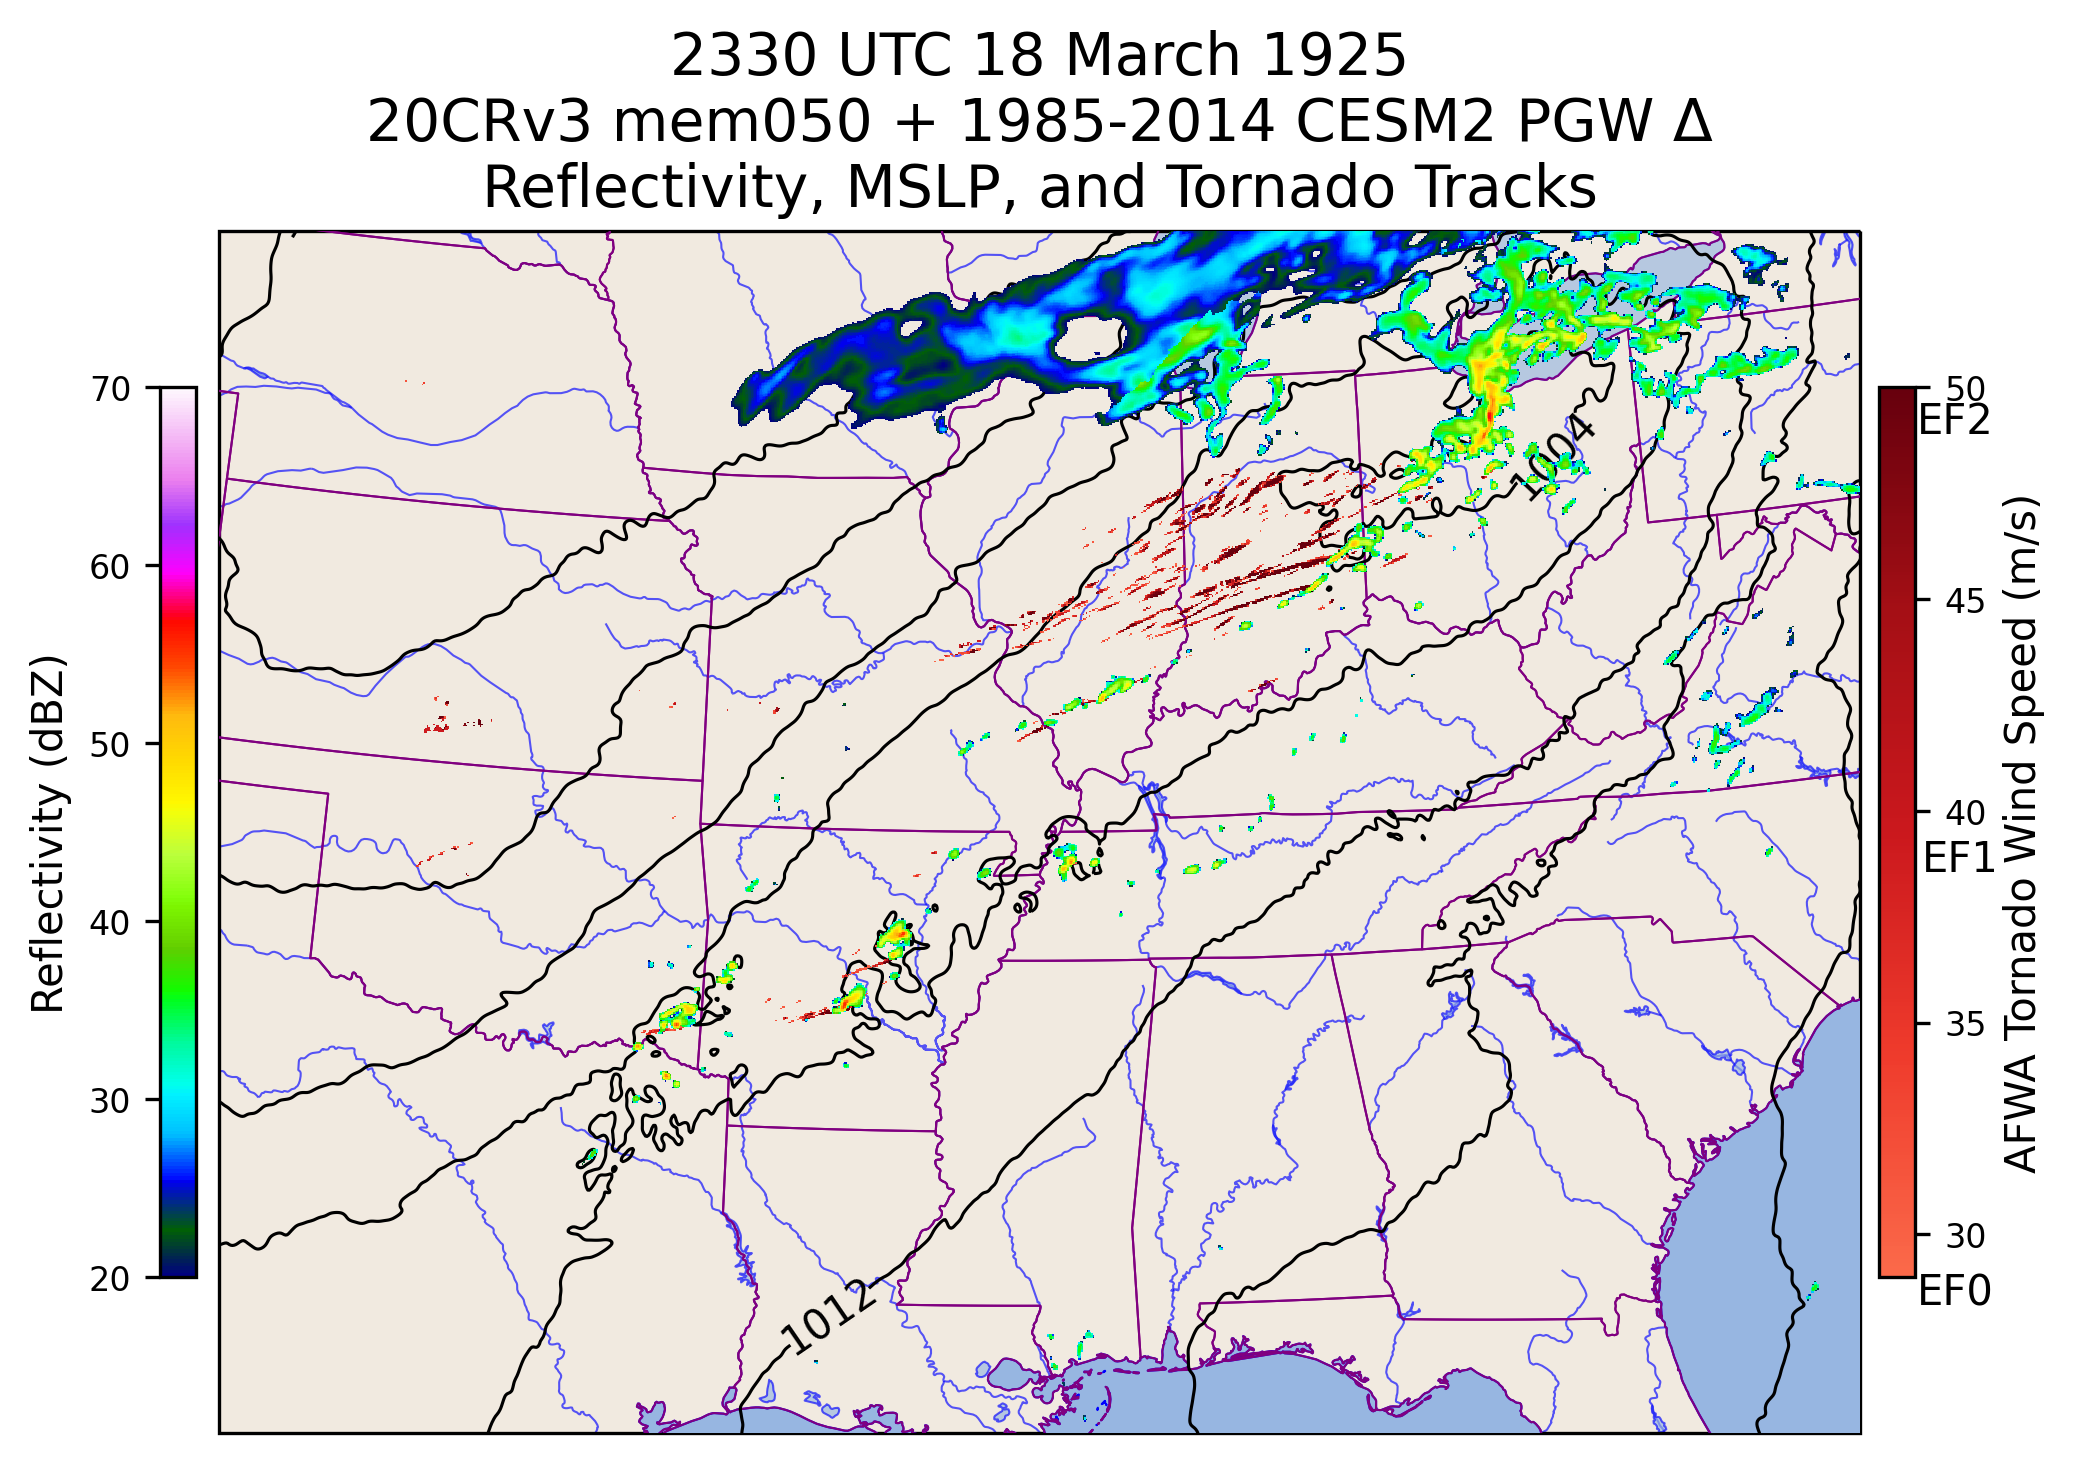 2330 UTC 18 March 1925
20CRv3 mem050 + 1985-2014 CESM2 PGW Δ
Reflectivity, MSLP, and Tornado Tracks
70
60
50
40
30
20
Reflectivity (dBZ)
1004
1012
50
EF2
45
40
EF1
35
30
EF0
AFWA Tornado Wind Speed (m/s)